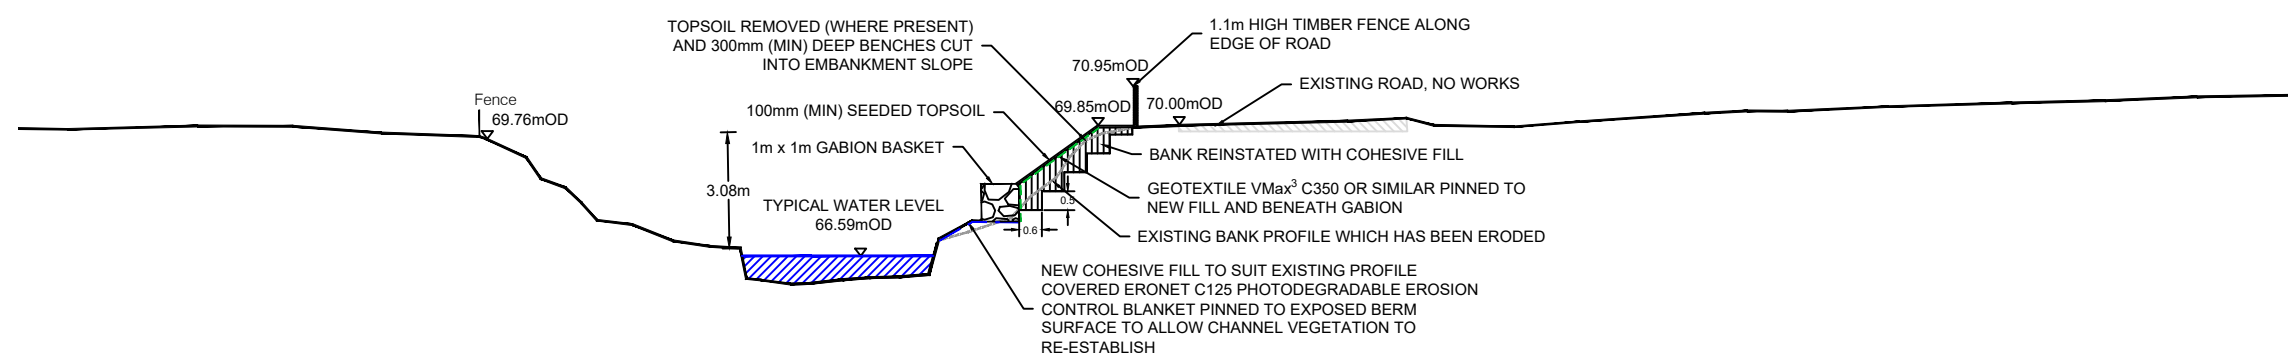 TOPSOIL REMOVED (WHERE PRESENT)
AND 300mm (MIN) DEEP BENCHES CUT
INTO EMBANKMENT SLOPE
1.1m HIGH TIMBER FENCE ALONG
EDGE OF ROAD
70.95mOD
EXISTING ROAD, NO WORKS
Fence
69.76mOD
100mm (MIN) SEEDED TOPSOIL
69.85mOD
70.00mOD
1m x 1m GABION BASKET
BANK REINSTATED WITH COHESIVE FILL
3.08m
GEOTEXTILE VMax³ C350 OR SIMILAR PINNED TO
NEW FILL AND BENEATH GABION
0.5
TYPICAL WATER LEVEL
66.59mOD
0.6
EXISTING BANK PROFILE WHICH HAS BEEN ERODED
NEW COHESIVE FILL TO SUIT EXISTING PROFILE
COVERED ERONET C125 PHOTODEGRADABLE EROSION
CONTROL BLANKET PINNED TO EXPOSED BERM
SURFACE TO ALLOW CHANNEL VEGETATION TO
RE-ESTABLISH